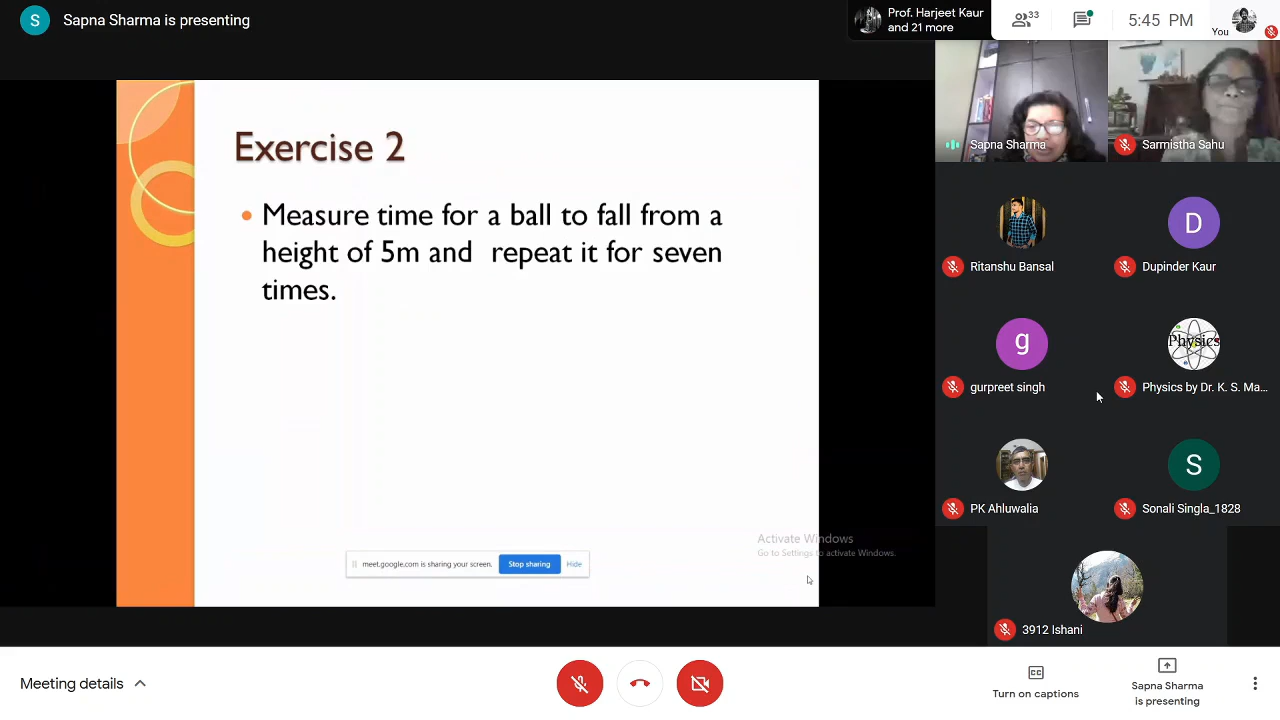 S
Sapna Sharma is presenting
Prof. Harjeet Kaur
and 21 more
33
5:45 PM
You
Exercise 2
• Measure time for a ball to fall from a
height of 5m and repeat it for seven
times.
Sapna Sharma
Sarmistha Sahu
Ritanshu Bansal
D
Dupinder Kaur
g
gurpreet singh
Physics
Physics by Dr. K. S. Ma...
PK Ahluwalia
S
Sonali Singla_1828
3912 Ishani
Activate Windows
Go to Settings to activate Windows.
meet.google.com is sharing your screen.
Stop sharing
Hide
Meeting details
CC
Turn on captions
Sapna Sharma
is presenting